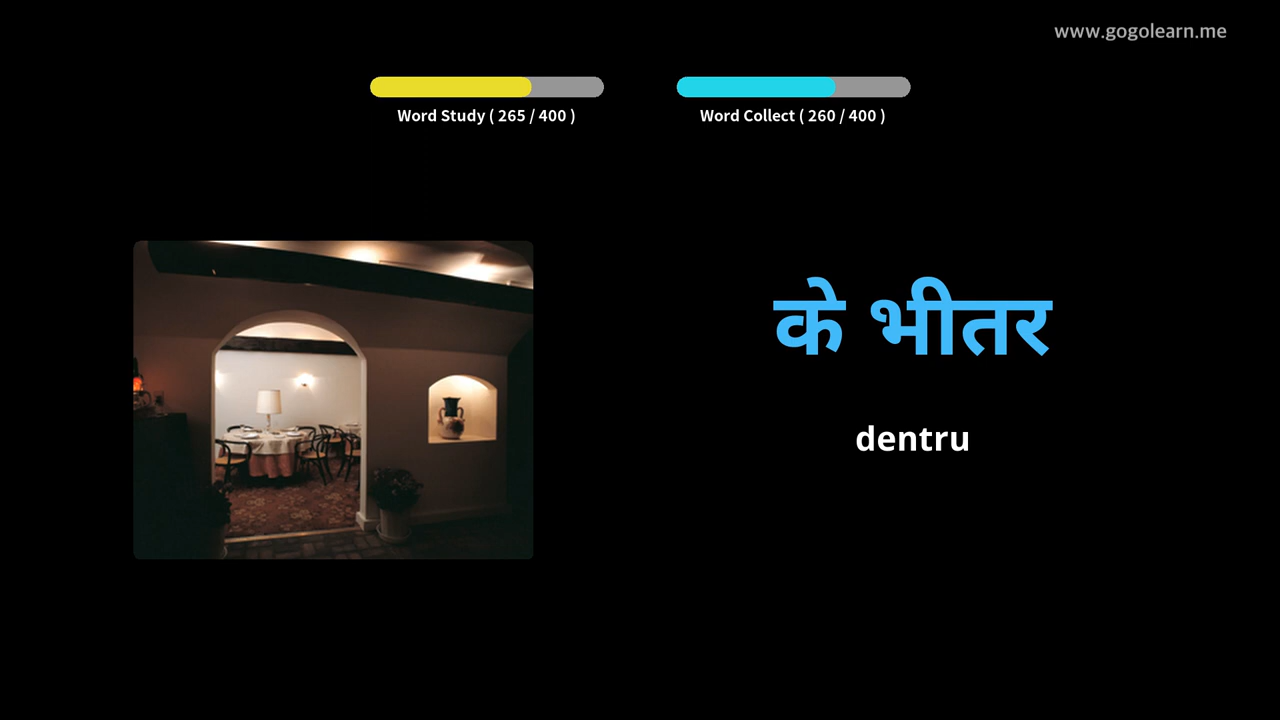 www.gogolearn.me
Word Study ( 265 / 400 )
Word Collect ( 260 / 400 )
के भीतर
dentru